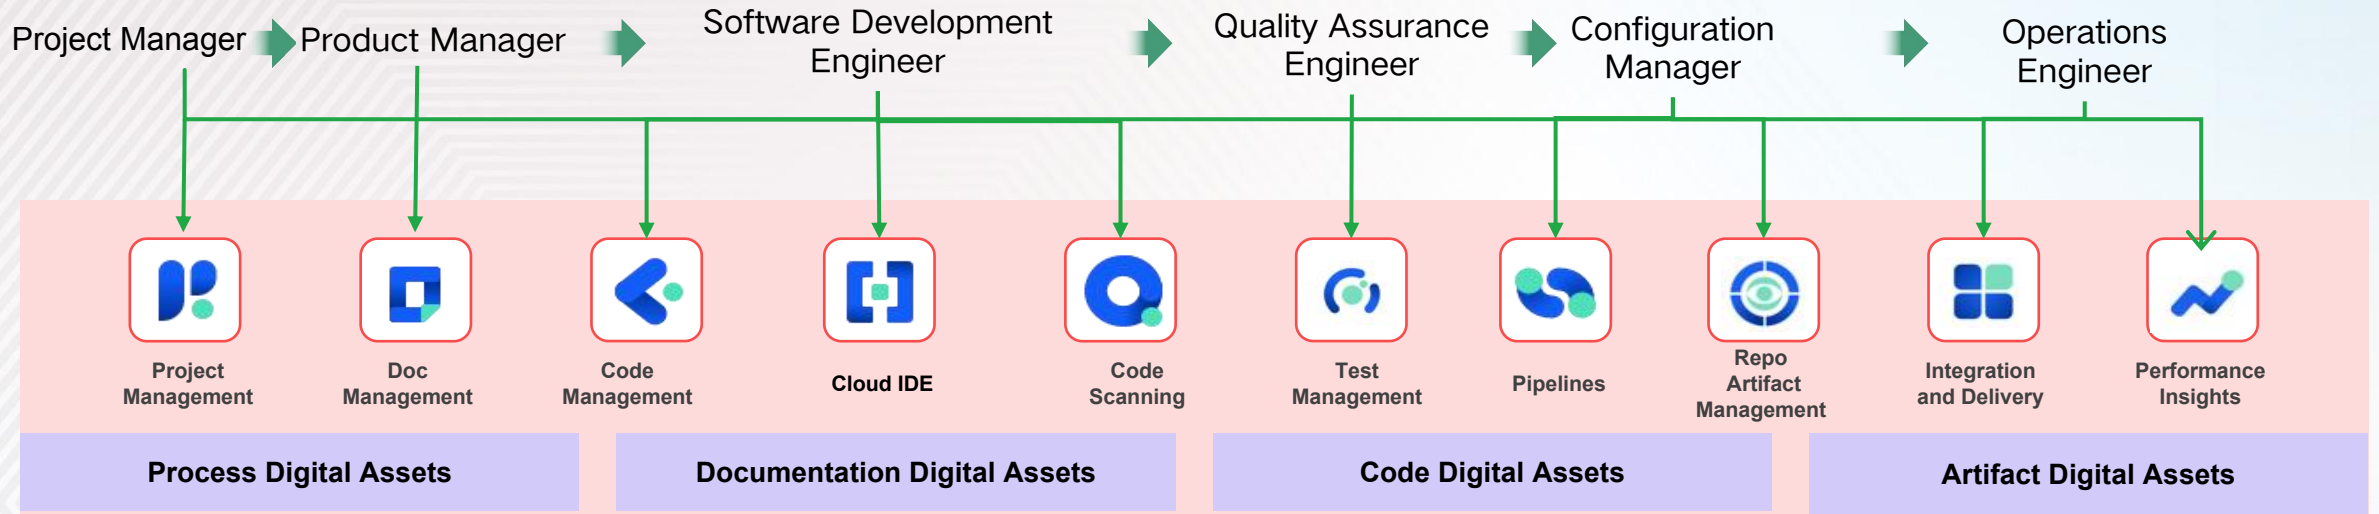 Project Manager
Product Manager
Software Development
Engineer
Quality Assurance
Engineer
Configuration
Manager
Operations
Engineer
Project
Management
Doc
Management
Code
Management
Cloud IDE
Code
Scanning
Test
Management
Pipelines
Repo
Artifact
Management
Integration
and Delivery
Performance
Insights
Process Digital Assets
Documentation Digital Assets
Code Digital Assets
Artifact Digital Assets